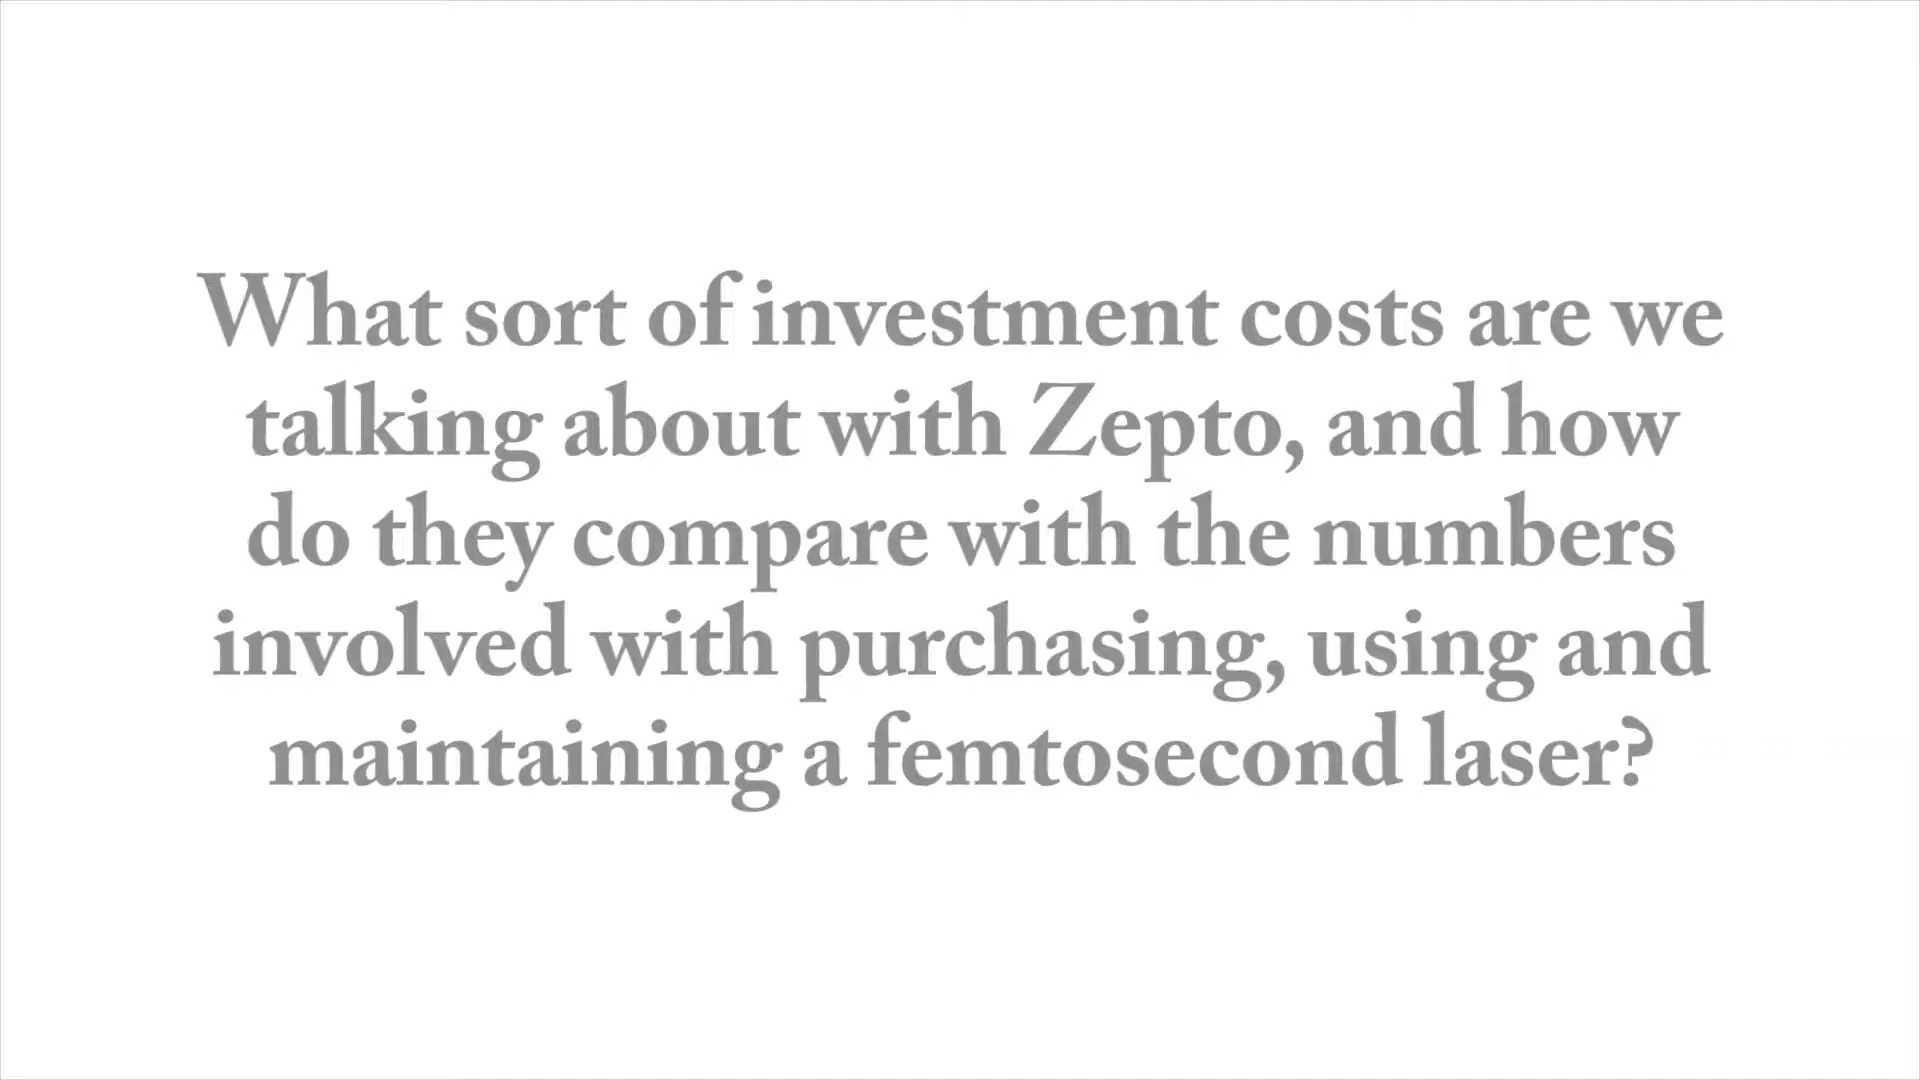 What sort of investment costs are we
talking about with Zepto, and how
do they compare with the numbers
involved with purchasing, using and
maintaining a femtosecond laser?